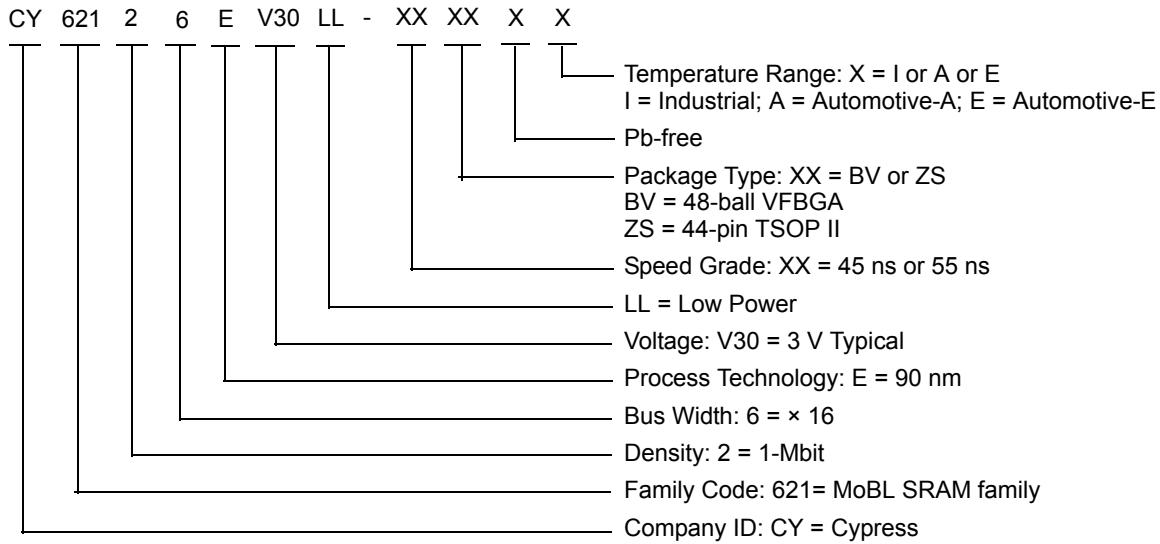 CY 621 2 6 E V30 LL - XX XX X X
Temperature Range: X = I or A or E
I = Industrial; A = Automotive-A; E = Automotive-E
Pb-free
Package Type: XX = BV or ZS
BV = 48-ball VFBGA
ZS = 44-pin TSOP II
Speed Grade: XX = 45 ns or 55 ns
LL = Low Power
Voltage: V30 = 3 V Typical
Process Technology: E = 90 nm
Bus Width: 6 = × 16
Density: 2 = 1-Mbit
Family Code: 621= MoBL SRAM family
Company ID: CY = Cypress